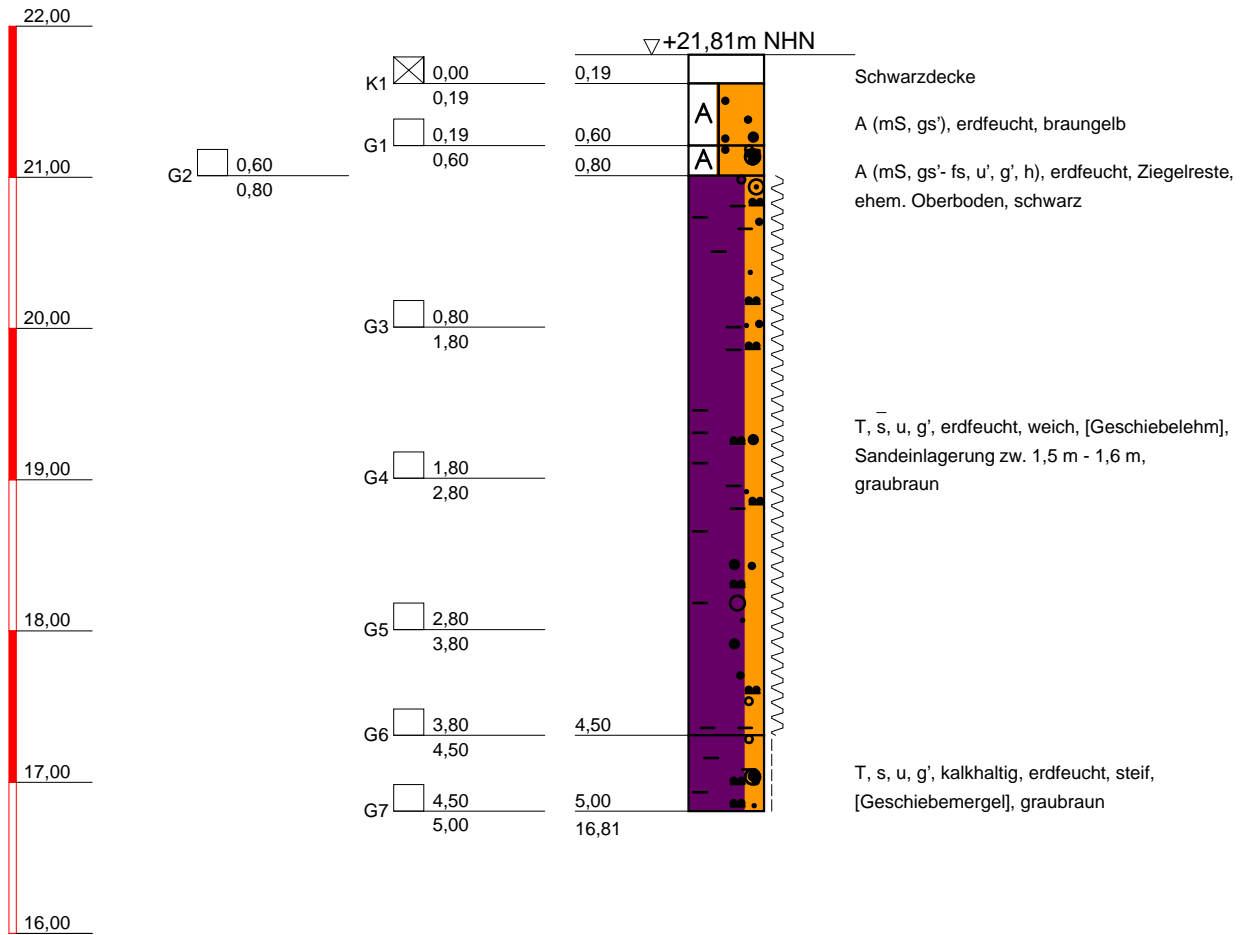 22,00
+21,81m NHN
K1
0,00
0,19
0,19
Schwarzdecke
A
A (mS, gs'), erdfeucht, braungelb
G1
0,19
0,60
0,60
A
G2
0,60
0,80
0,80
A (mS, gs'- fs, u', g', h), erdfeucht, Ziegelreste,
ehem. Oberboden, schwarz
21,00
20,00
G3
0,80
1,80
T, s̅, u, g', erdfeucht, weich, [Geschiebelehm],
Sandeinlagerung zw. 1,5 m - 1,6 m,
graubraun
19,00
G4
1,80
2,80
18,00
G5
2,80
3,80
G6
3,80
4,50
4,50
17,00
T, s, u, g', kalkhaltig, erdfeucht, steif,
[Geschiebemergel], graubraun
G7
4,50
5,00
5,00
16,81
16,00